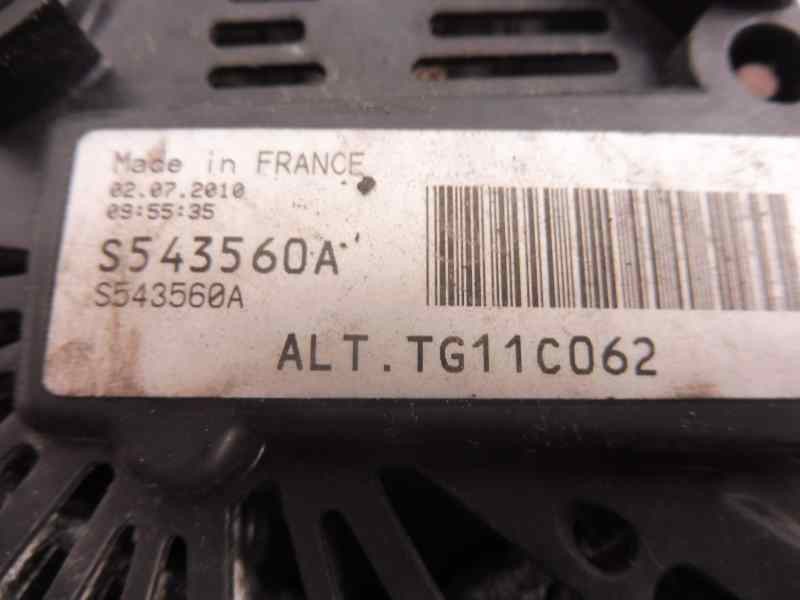 Made in FRANCE
02.07.2010
09:55:35
S543560A
S543560A
ALT.TG11C062